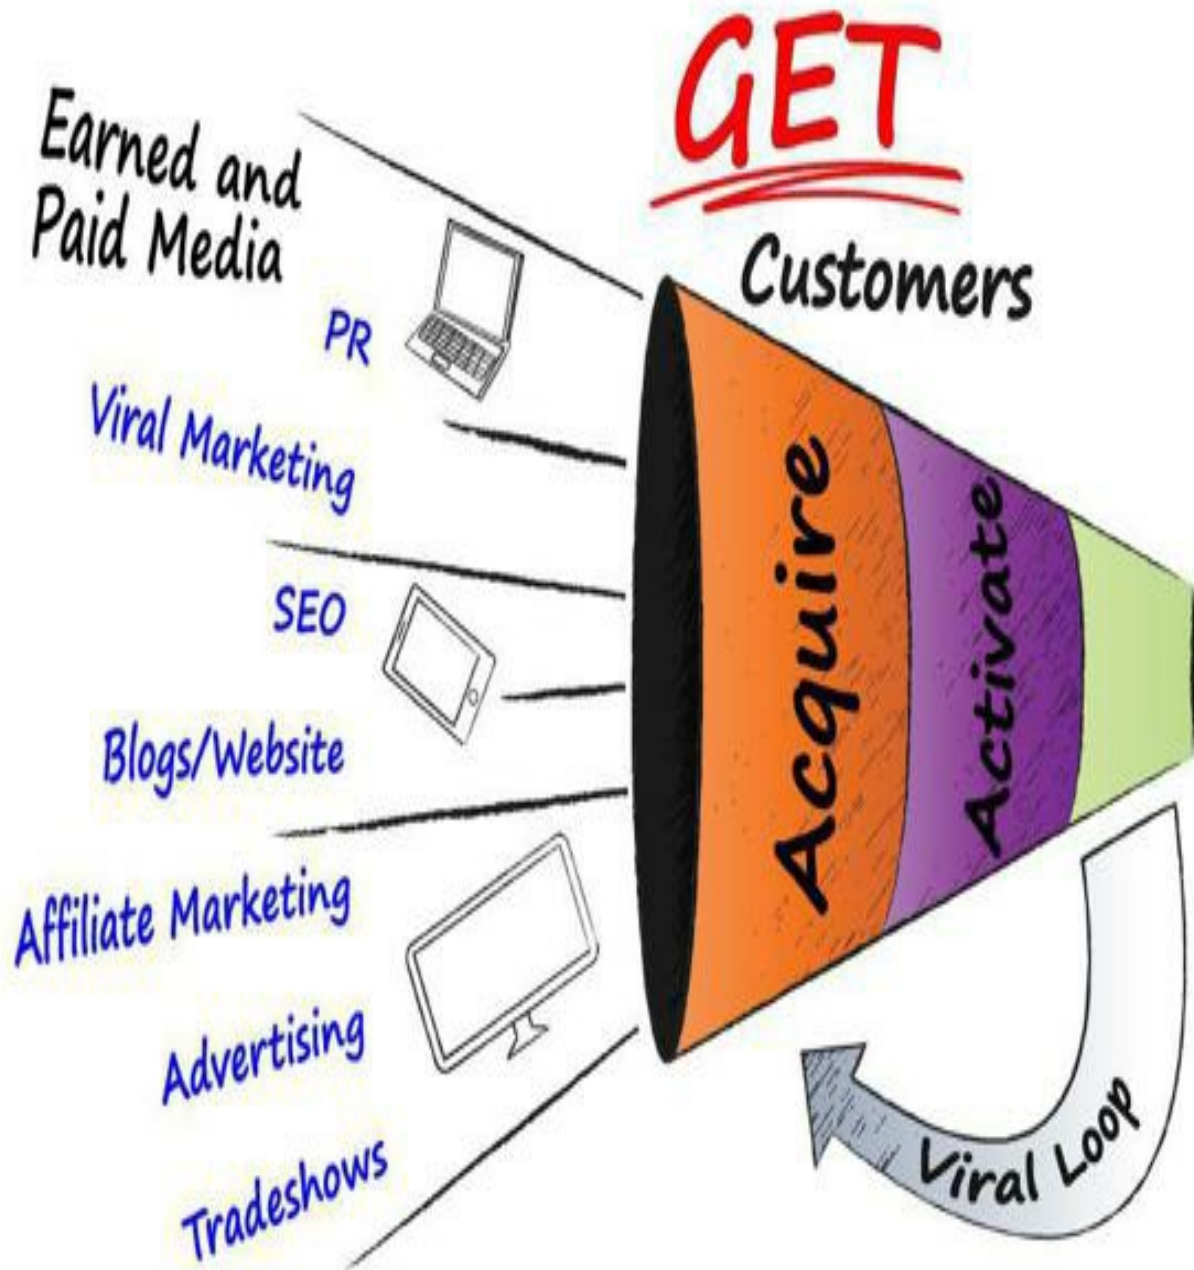 GET
Customers
Earned and
Paid Media
PR
Viral Marketing
SEO
Blogs/Website
Affiliate Marketing
Advertising
Tradeshows
Acquire
Activate
Viral Loop